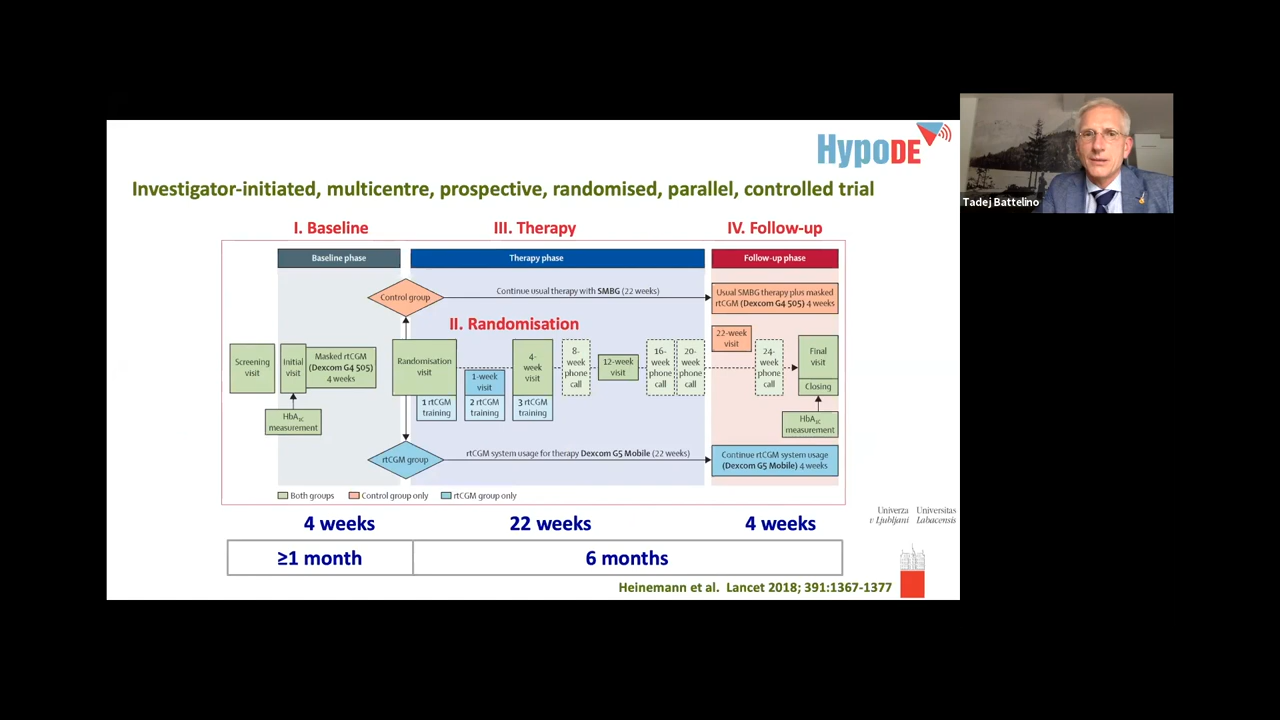 HypoDE
Investigator-initiated, multicentre, prospective, randomised, parallel, controlled trial
Tadej Battelino
I. Baseline
III. Therapy
IV. Follow-up
Baseline phase
Therapy phase
Follow-up phase
Control group
Continue usual therapy with SMBG (22 weeks)
Usual SMBG therapy plus masked
rtCGM (Dexcom G4 505) 4 weeks
II. Randomisation
Screening
visit
Initial
visit
Masked rtCGM
(Dexcom G4 505)
4 weeks
HbA1c
measurement
Randomisation
visit
1 rtCGM
training
1-week
visit
2 rtCGM
training
4-
week
visit
3 rtCGM
training
8-
week
phone
call
12-week
visit
16-
week
phone
call
20-
week
phone
call
22-week
visit
24-
week
phone
call
Final
visit
Closing
HbA1c
measurement
rtCGM group
rtCGM system usage for therapy Dexcom G5 Mobile (22 weeks)
Continue rtCGM system usage
(Dexcom G5 Mobile) 4 weeks
Both groups
Control group only
rtCGM group only
4 weeks
22 weeks
4 weeks
≥1 month
6 months
Univerza
v Ljubljani
Universitas
Labacensis
Heinemann et al. Lancet 2018; 391:1367-1377